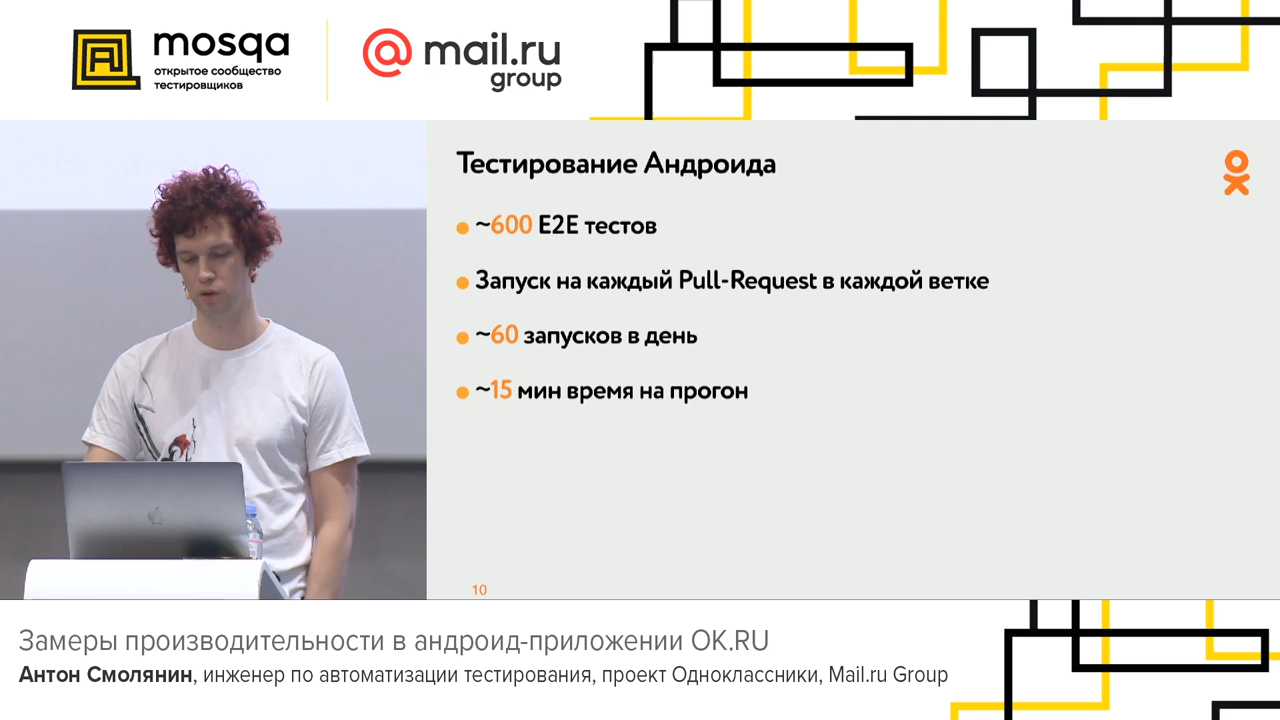 mosqa
открытое сообщество
тестировщиков
@mail.ru
group
Тестирование Андроида
~600 E2E тестов
Запуск на каждый Pull-Request в каждой ветке
~60 запусков в день
~15 мин время на прогон
10
Замеры производительности в андроид-приложении OK.RU
Антон Смолянин, инженер по автоматизации тестирования, проект Одноклассники, Mail.ru Group